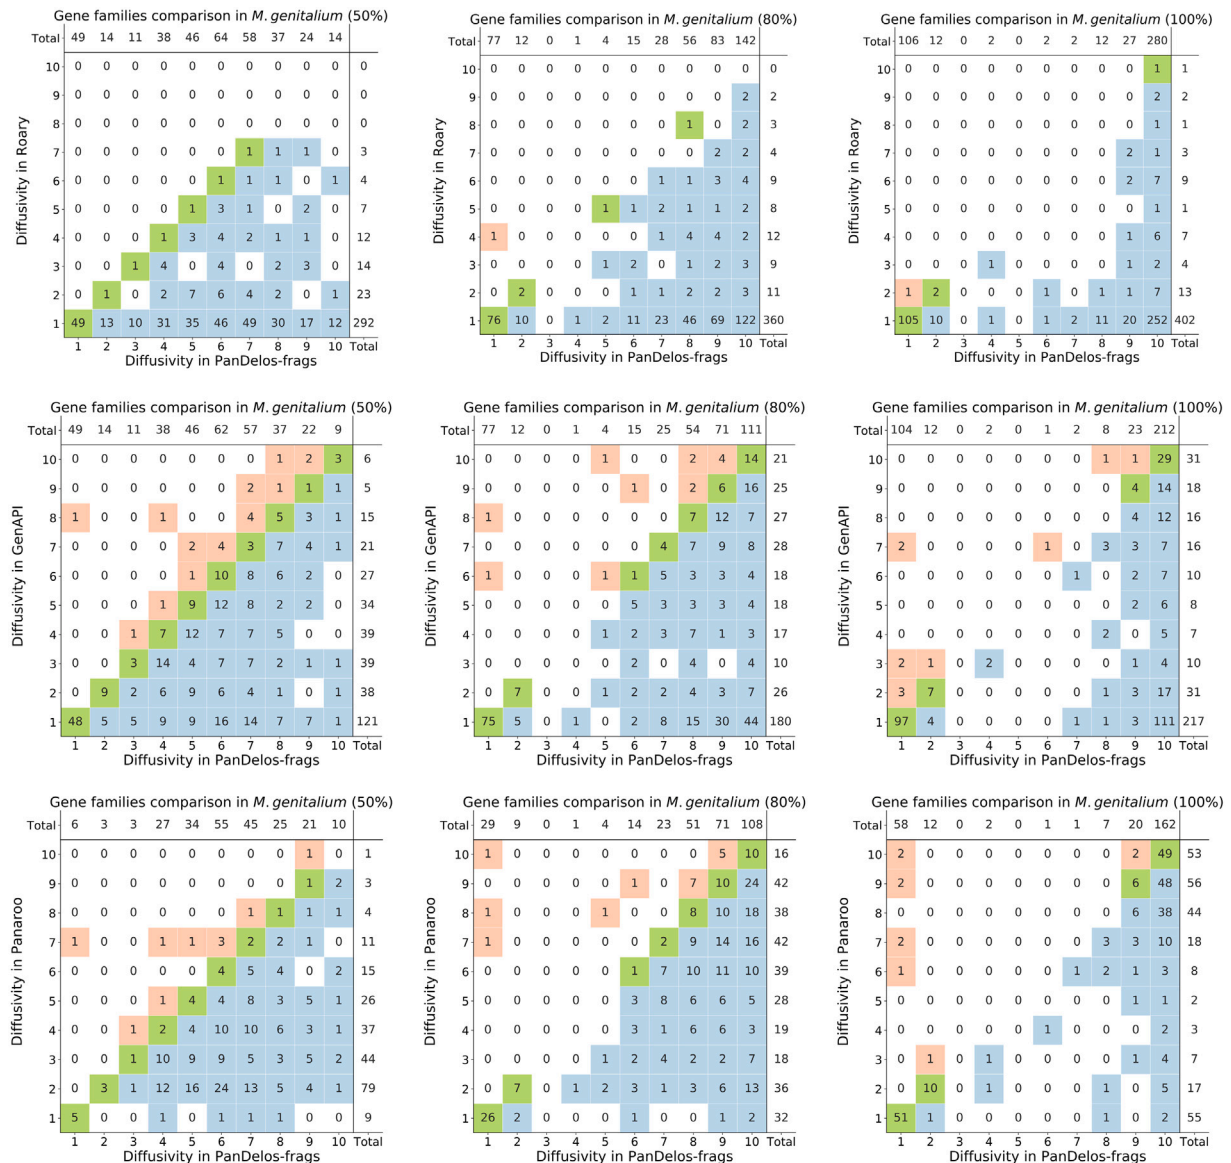 Gene families comparison in M. genitalium (50%)
Total 49 14 11 38 46 64 58 37 24 14
10 0 0 0 0 0 0 0 0 0 0 0
9 0 0 0 0 0 0 0 0 0 0 0
8 0 0 0 0 0 0 0 0 0 0 0
7 0 0 0 0 0 0 1 1 1 0 3
6 0 0 0 0 0 1 1 1 0 1 4
5 0 0 0 0 1 3 1 0 2 0 7
4 0 0 0 1 3 4 2 1 1 0 12
3 0 0 1 4 0 4 0 2 3 0 14
2 0 1 0 2 7 6 4 2 0 1 23
1 49 13 10 31 35 46 49 30 17 12 292
1 2 3 4 5 6 7 8 9 10 Total
Diffusivity in PanDelos-frags
Diffusivity in Roary
Gene families comparison in M. genitalium (80%)
Total 77 12 0 1 4 15 28 56 83 142
10 0 0 0 0 0 0 0 0 0 0 0
9 0 0 0 0 0 0 0 0 0 2 2
8 0 0 0 0 0 0 0 1 0 2 3
7 0 0 0 0 0 0 0 0 2 2 4
6 0 0 0 0 0 0 1 1 3 4 9
5 0 0 0 0 1 1 2 1 1 2 8
4 1 0 0 0 0 0 1 4 4 2 12
3 0 0 0 0 1 2 0 1 2 3 9
2 0 2 0 0 0 1 1 2 2 3 11
1 76 10 0 1 2 11 23 46 69 122 360
1 2 3 4 5 6 7 8 9 10 Total
Diffusivity in PanDelos-frags
Diffusivity in Roary
Gene families comparison in M. genitalium (100%)
Total 106 12 0 2 0 2 2 12 27 280
10 0 0 0 0 0 0 0 0 0 1 1
9 0 0 0 0 0 0 0 0 0 2 2
8 0 0 0 0 0 0 0 0 0 1 1
7 0 0 0 0 0 0 0 0 2 1 3
6 0 0 0 0 0 0 0 0 2 7 9
5 0 0 0 0 0 0 0 0 0 1 1
4 0 0 0 0 0 0 0 0 1 6 7
3 0 0 0 1 0 0 0 0 1 2 4
2 1 2 0 0 0 1 0 1 1 7 13
1 105 10 0 1 0 1 2 11 20 252 402
1 2 3 4 5 6 7 8 9 10 Total
Diffusivity in PanDelos-frags
Diffusivity in Roary
Gene families comparison in M. genitalium (50%)
Total 49 14 11 38 46 62 57 37 22 9
10 0 0 0 0 0 0 0 1 2 3 6
9 0 0 0 0 0 0 2 1 1 1 5
8 1 0 0 1 0 0 4 5 3 1 15
7 0 0 0 0 2 4 3 7 4 1 21
6 0 0 0 0 1 10 8 6 2 0 27
5 0 0 0 1 9 12 8 2 2 0 34
4 0 0 1 7 12 7 7 5 0 0 39
3 0 0 3 14 4 7 7 2 1 1 39
2 0 9 2 6 9 6 4 1 0 1 38
1 48 5 5 9 9 16 14 7 7 1 121
1 2 3 4 5 6 7 8 9 10 Total
Diffusivity in PanDelos-frags
Diffusivity in GenAPI
Gene families comparison in M. genitalium (80%)
Total 77 12 0 1 4 15 25 54 71 111
10 0 0 0 0 1 0 0 2 4 14 21
9 0 0 0 0 0 1 0 2 6 16 25
8 1 0 0 0 0 0 0 7 12 7 27
7 0 0 0 0 0 0 4 7 9 8 28
6 1 0 0 0 1 1 5 3 3 4 18
5 0 0 0 0 0 5 3 3 3 4 18
4 0 0 0 0 1 2 3 7 1 3 17
3 0 0 0 0 0 2 0 4 0 4 10
2 0 7 0 0 1 2 2 4 3 7 26
1 75 5 0 1 0 2 8 15 30 44 180
1 2 3 4 5 6 7 8 9 10 Total
Diffusivity in PanDelos-frags
Diffusivity in GenAPI
Gene families comparison in M. genitalium (100%)
Total 104 12 0 2 0 1 2 8 23 212
10 0 0 0 0 0 0 0 1 1 29 31
9 0 0 0 0 0 0 0 0 4 14 18
8 0 0 0 0 0 0 0 0 4 12 16
7 2 0 0 0 0 1 0 3 3 7 16
6 0 0 0 0 0 0 1 0 2 7 10
5 0 0 0 0 0 0 0 0 2 6 8
4 0 0 0 0 0 0 0 2 0 5 7
3 2 1 0 2 0 0 0 0 1 4 10
2 3 7 0 0 0 0 0 1 3 17 31
1 97 4 0 0 0 0 1 1 3 111 217
1 2 3 4 5 6 7 8 9 10 Total
Diffusivity in PanDelos-frags
Diffusivity in GenAPI
Gene families comparison in M. genitalium (50%)
Total 6 3 3 27 34 55 45 25 21 10
10 0 0 0 0 0 0 0 0 1 0 1
9 0 0 0 0 0 0 0 0 1 2 3
8 0 0 0 0 0 0 1 1 1 1 4
7 1 0 0 1 1 3 2 2 1 0 11
6 0 0 0 0 0 4 5 4 0 2 15
5 0 0 0 1 4 4 8 3 5 1 26
4 0 0 1 2 4 10 10 6 3 1 37
3 0 0 1 10 9 9 5 3 5 2 44
2 0 3 1 12 16 24 13 5 4 1 79
1 5 0 0 1 0 1 1 1 0 0 9
1 2 3 4 5 6 7 8 9 10 Total
Diffusivity in PanDelos-frags
Diffusivity in Panaroo
Gene families comparison in M. genitalium (80%)
Total 29 9 0 1 4 14 23 51 71 108
10 1 0 0 0 0 0 0 0 5 10 16
9 0 0 0 0 0 1 0 7 10 24 42
8 1 0 0 0 1 0 0 8 10 18 38
7 1 0 0 0 0 0 2 9 14 16 42
6 0 0 0 0 0 1 7 10 11 10 39
5 0 0 0 0 0 3 8 6 6 5 28
4 0 0 0 0 0 3 1 6 6 3 19
3 0 0 0 0 1 2 4 2 2 7 18
2 0 7 0 1 2 3 1 3 6 13 36
1 26 2 0 0 0 1 0 0 1 2 32
1 2 3 4 5 6 7 8 9 10 Total
Diffusivity in PanDelos-frags
Diffusivity in Panaroo
Gene families comparison in M. genitalium (100%)
Total 58 12 0 2 0 1 1 7 20 162
10 2 0 0 0 0 0 0 0 2 49 53
9 2 0 0 0 0 0 0 0 6 48 56
8 0 0 0 0 0 0 0 0 6 38 44
7 2 0 0 0 0 0 0 3 3 10 18
6 1 0 0 0 0 0 1 2 1 3 8
5 0 0 0 0 0 0 0 0 1 1 2
4 0 0 0 0 0 1 0 0 0 2 3
3 0 1 0 1 0 0 0 0 1 4 7
2 0 10 0 1 0 0 0 1 0 5 17
1 51 1 0 0 0 0 0 1 0 2 55
1 2 3 4 5 6 7 8 9 10 Total
Diffusivity in PanDelos-frags
Diffusivity in Panaroo